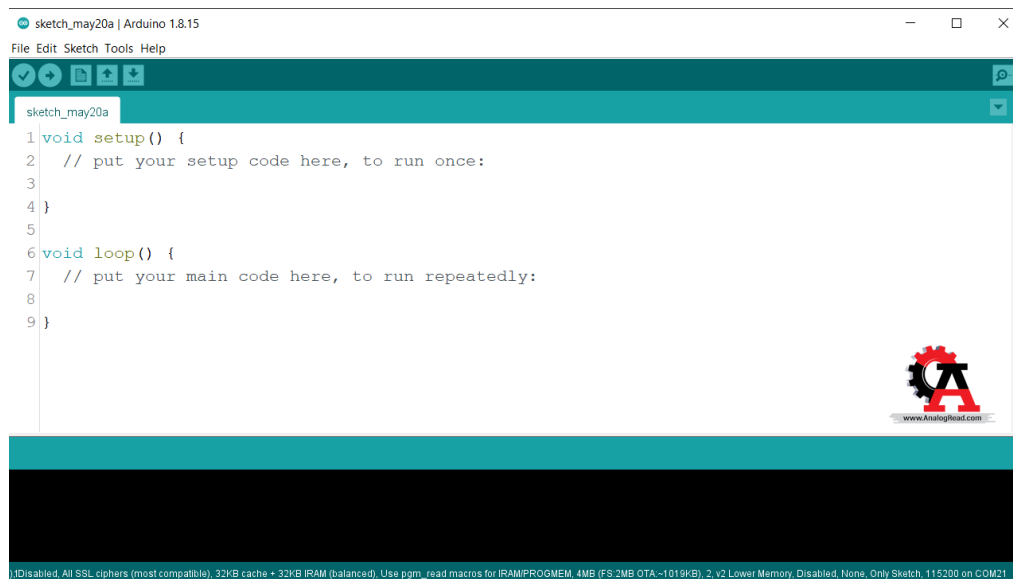 sketch_may20a | Arduino 1.8.15
File Edit Sketch Tools Help
sketch_may20a
1 void setup() {
2 // put your setup code here, to run once:
3
4 }
5
6 void loop() {
7 // put your main code here, to run repeatedly:
8
9 }
A
www.AnalogRead.com
Disabled, All SSL ciphers (most compatible), 32KB cache + 32KB IRAM (balanced), Use pgm_read macros for IRAM/PROGMEM, 4MB (FS:2MB OTA:~1019KB), 2, v2 Lower Memory, Disabled, None, Only Sketch, 115200 on COM21